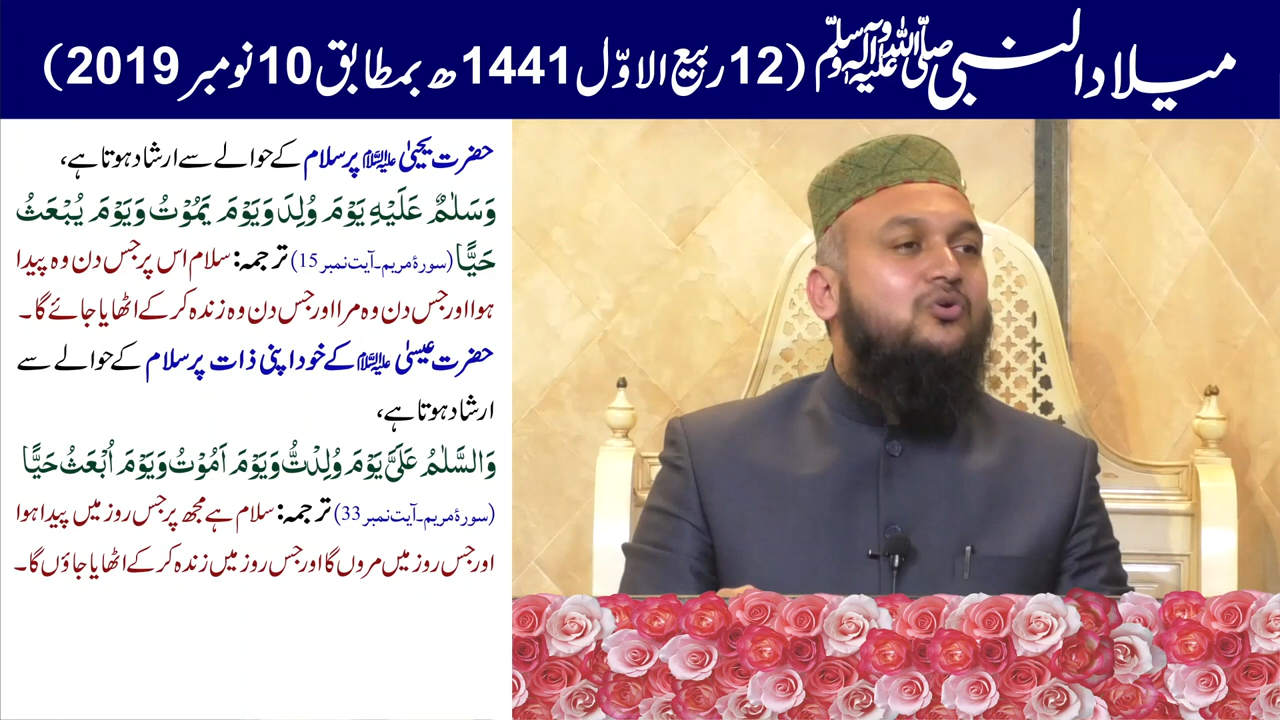 میلاد النبی ﷺ (12 ربیع الاوّل 1441ھ بمطابق 10 نومبر 2019)
حضرت یحییٰ علیہ السلام پر سلام کے حوالے سے ارشاد ہوتا ہے،
وَسَلٰمٌ عَلَیْهِ یَوْمَ وُلِدَ وَیَوْمَ یَمُوْتُ وَیَوْمَ یُبْعَثُ
حَیًّا (سورۂ مریم۔آیت نمبر 15) ترجمہ: سلام اس پر جس دن وہ پیدا
ہوا اور جس دن وہ مرا اور جس دن وہ زندہ کر کے اٹھایا جائے گا۔
حضرت عیسیٰ علیہ السلام کے خود اپنی ذات پر سلام کے حوالے سے
ارشاد ہوتا ہے،
وَالسَّلٰمُ عَلَیَّ یَوْمَ وُلِدْتُّ وَیَوْمَ اَمُوْتُ وَیَوْمَ اُبْعَثُ حَیًّا
(سورۂ مریم۔آیت نمبر 33) ترجمہ: سلام ہے مجھ پر جس روز میں پیدا ہوا
اور جس روز میں مروں گا اور جس روز میں زندہ کر کے اٹھایا جاؤں گا۔